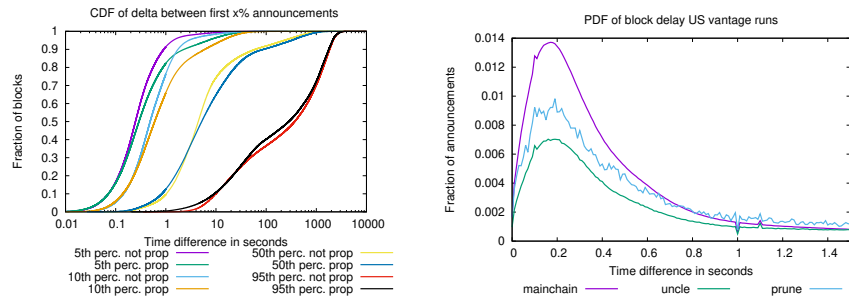 CDF of delta between first x% announcements
Fraction of blocks
1
0.9
0.8
0.7
0.6
0.5
0.4
0.3
0.2
0.1
0
0.01 0.1 1 10 100 1000 10000
Time difference in seconds
5th perc. not prop 50th perc. not prop
5th perc. prop 50th perc. prop
10th perc. not prop 95th perc. not prop
10th perc. prop 95th perc. prop
PDF of block delay US vantage runs
Fraction of announcements
0.014
0.012
0.01
0.008
0.006
0.004
0.002
0
0 0.2 0.4 0.6 0.8 1 1.2 1.4
Time difference in seconds
mainchain uncle prune